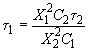 τ₁ = X₁²C₂τ₂ / X₂²C₁